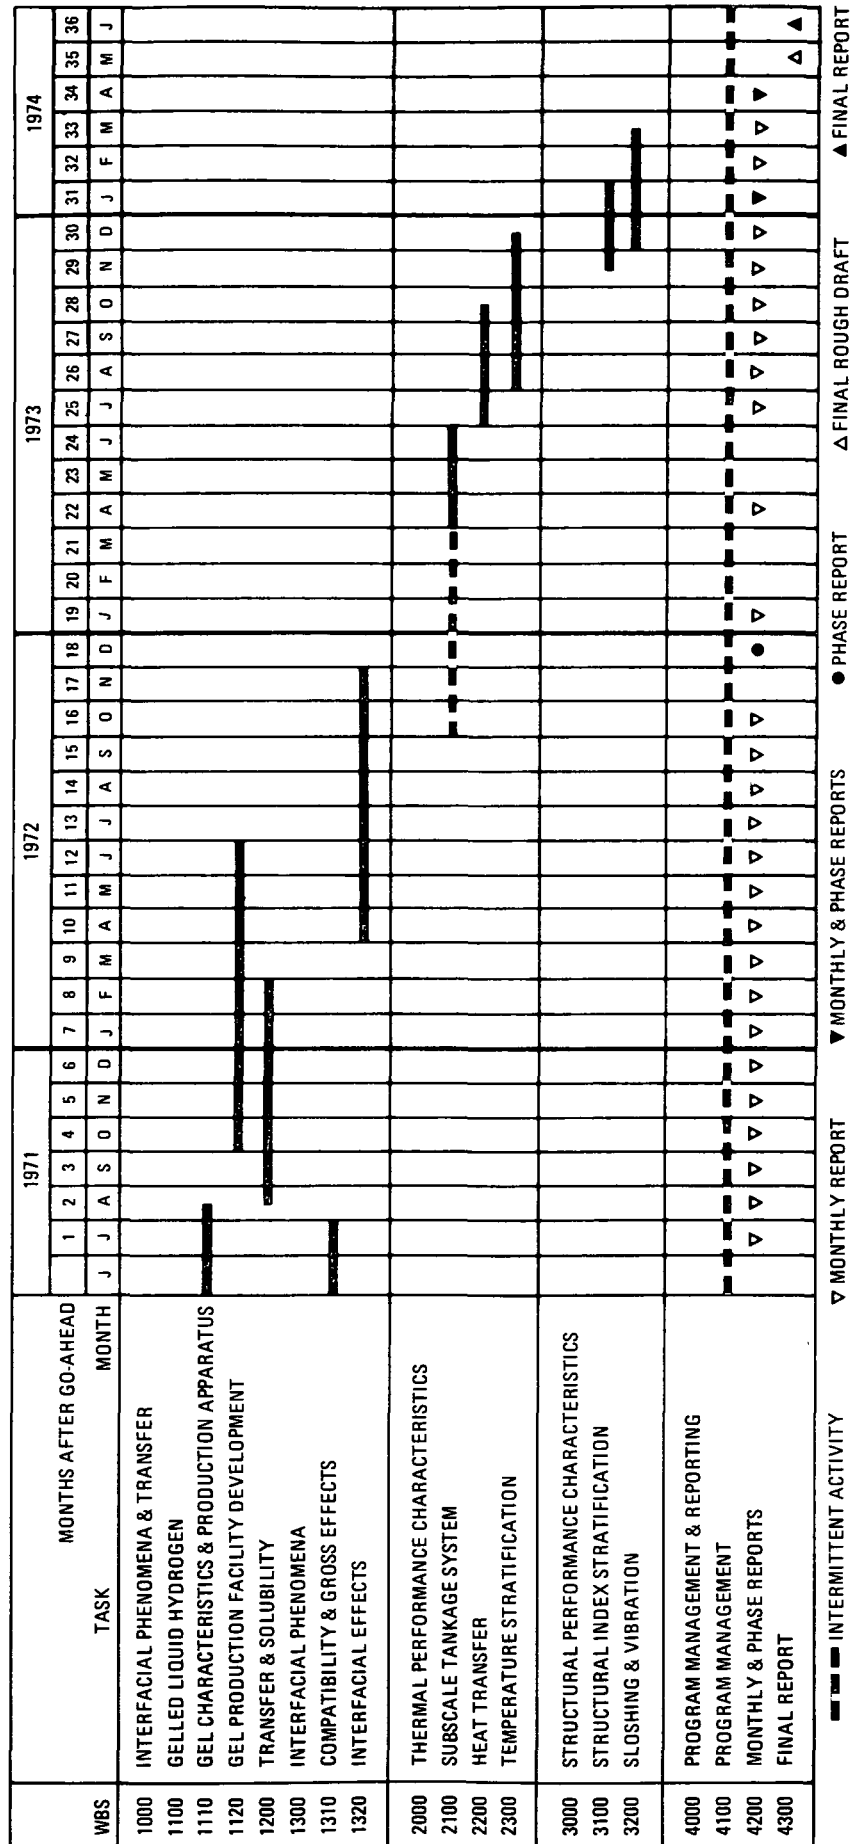 1971 1972 1973 1974
MONTHS AFTER GO-AHEAD 1 2 3 4 5 6 7 8 9 10 11 12 13 14 15 16 17 18 19 20 21 22 23 24 25 26 27 28 29 30 31 32 33 34 35 36
WBS TASK MONTH J J A S O N D J F M A M J J A S O N D J F M A M J J A S O N D J F M A M J
1000 INTERFACIAL PHENOMENA & TRANSFER
1100 GELLED LIQUID HYDROGEN
1110 GEL CHARACTERISTICS & PRODUCTION APPARATUS
1120 GEL PRODUCTION FACILITY DEVELOPMENT
1200 TRANSFER & SOLUBILITY
1300 INTERFACIAL PHENOMENA
1310 COMPATIBILITY & GROSS EFFECTS
1320 INTERFACIAL EFFECTS
2000 THERMAL PERFORMANCE CHARACTERISTICS
2100 SUBSCALE TANKAGE SYSTEM
2200 HEAT TRANSFER
2300 TEMPERATURE STRATIFICATION
3000 STRUCTURAL PERFORMANCE CHARACTERISTICS
3100 STRUCTURAL INDEX STRATIFICATION
3200 SLOSHING & VIBRATION
4000 PROGRAM MANAGEMENT & REPORTING
4100 PROGRAM MANAGEMENT
4200 MONTHLY & PHASE REPORTS
4300 FINAL REPORT
INTERMITTENT ACTIVITY ▽ MONTHLY REPORT ▼ MONTHLY & PHASE REPORTS ● PHASE REPORT △ FINAL ROUGH DRAFT ▲ FINAL REPORT